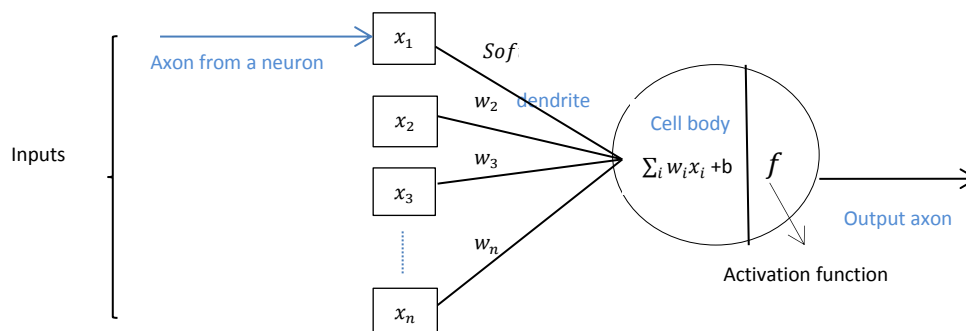 x₁
Sof
Axon from a neuron
w₂ dendrite
x₂
Cell body
Inputs
w₃
∑ᵢ wᵢxᵢ +b
f
x₃
Output axon
wₙ
Activation function
xₙ